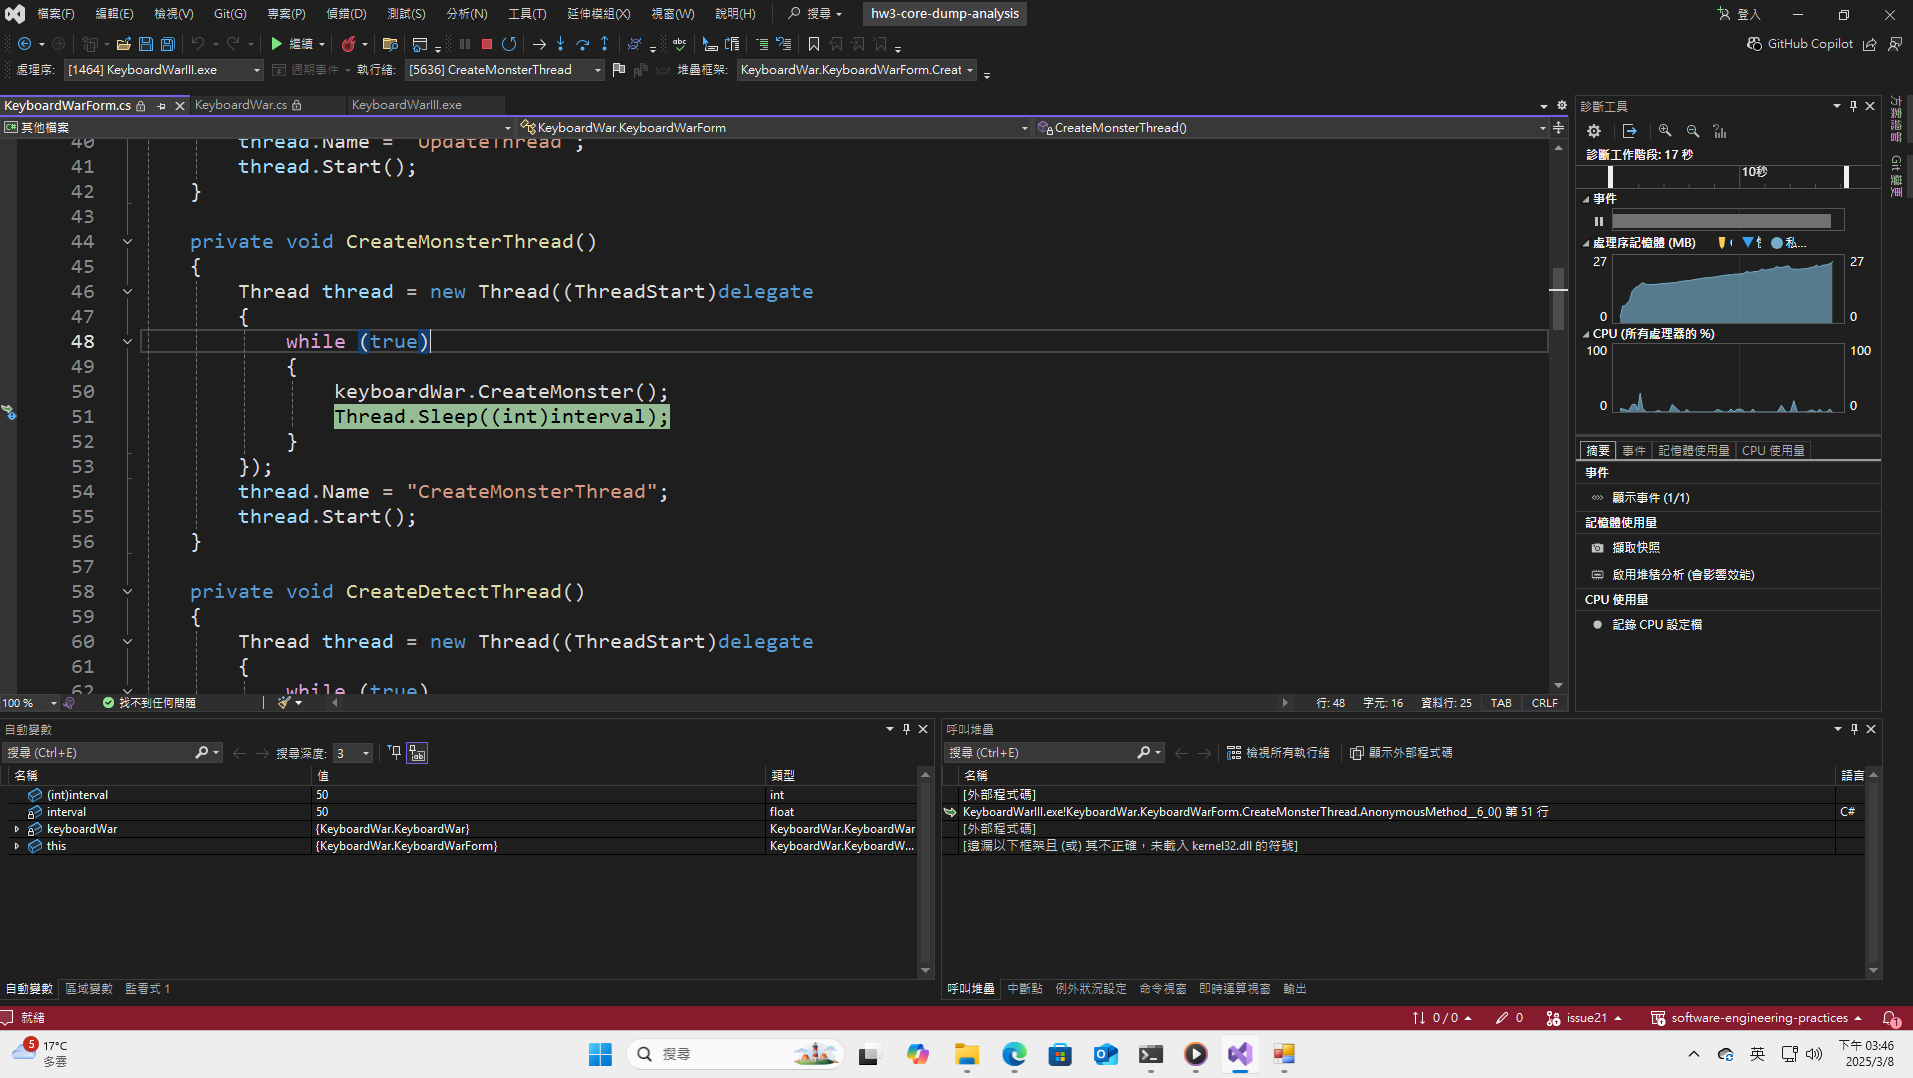 檔案(F) 編輯(E) 檢視(V) Git(G) 專案(P) 偵錯(D) 測試(S) 分析(N) 工具(T) 延伸模組(X) 視窗(W) 說明(H) 搜尋 hw3-core-dump-analysis 登入
繼續 GitHub Copilot
處理序: [1464] KeyboardWarIII.exe 週期事件 執行緒: [5636] CreateMonsterThread 堆疊框架: KeyboardWar.KeyboardWarForm.Creat
KeyboardWarForm.cs KeyboardWar.cs KeyboardWarIII.exe
其他檔案 KeyboardWar.KeyboardWarForm CreateMonsterThread()
40 thread.Name = "UpdateThread";
41 thread.Start();
42 }
43
44 private void CreateMonsterThread()
45 {
46 Thread thread = new Thread((ThreadStart)delegate
47 {
48 while (true)
49 {
50 keyboardWar.CreateMonster();
51 Thread.Sleep((int)interval);
52 }
53 });
54 thread.Name = "CreateMonsterThread";
55 thread.Start();
56 }
57
58 private void CreateDetectThread()
59 {
60 Thread thread = new Thread((ThreadStart)delegate
61 {
62 while (true)
100 % 找不到任何問題 行: 48 字元: 16 資料行: 25 TAB CRLF
診斷工具
診斷工作階段: 17 秒
10秒
事件
處理序記憶體 (MB) 私...
27 27
0 0
CPU (所有處理器的 %)
100 100
0 0
摘要 事件 記憶體使用量 CPU 使用量
事件
顯示事件 (1/1)
記憶體使用量
擷取快照
啟用堆積分析 (會影響效能)
CPU 使用量
記錄 CPU 設定檔
方案總管
Git 變更
自動變數
搜尋 (Ctrl+E) 搜尋深度: 3
名稱 值 類型
(int)interval 50 int
interval 50 float
keyboardWar {KeyboardWar.KeyboardWar} KeyboardWar.KeyboardWar
this {KeyboardWar.KeyboardWarForm} KeyboardWar.KeyboardW...
自動變數 區域變數 監看式 1
呼叫堆疊
搜尋 (Ctrl+E) 檢視所有執行緒 顯示外部程式碼
名稱 語言
[外部程式碼]
KeyboardWarIII.exe!KeyboardWar.KeyboardWarForm.CreateMonsterThread.AnonymousMethod__6_0() 第 51 行 C#
[外部程式碼]
[遺漏以下框架且 (或) 其不正確，未載入 kernel32.dll 的符號]
呼叫堆疊 中斷點 例外狀況設定 命令視窗 即時運算視窗 輸出
就緒 0 / 0 0 issue21 software-engineering-practices 1
5 17°C
多雲
搜尋
英
下午 03:46
2025/3/8